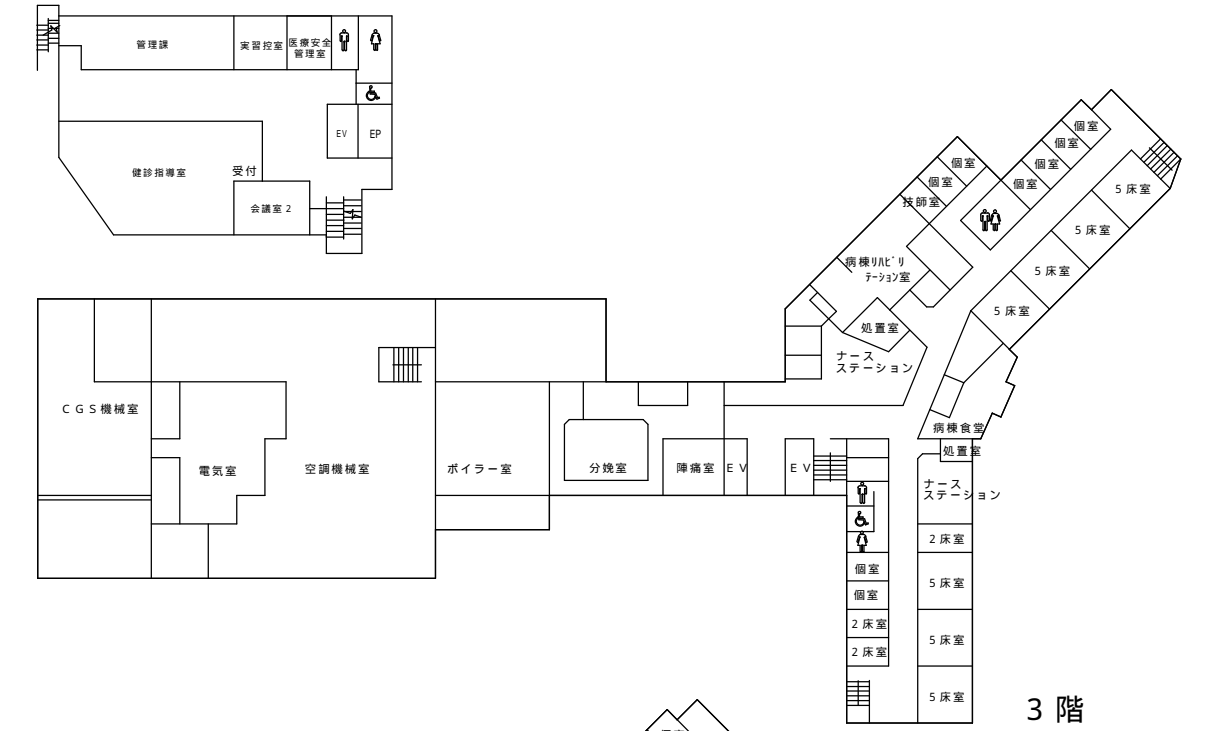 管理課
実習控室
医療安全
管理室
EV
EP
健診指導室
受付
会議室２
個室
個室
個室
個室
個室
個室
技師室
病棟ﾘﾊﾋﾞﾘ
ﾃｰｼｮﾝ室
処置室
ナース
ステーション
５床室
５床室
５床室
５床室
病棟食堂
処置室
ナース
ステーション
ＣＧＳ機械室
電気室
空調機械室
ボイラー室
分娩室
陣痛室
ＥＶ
ＥＶ
個室
個室
２床室
２床室
２床室
５床室
５床室
５床室
３階